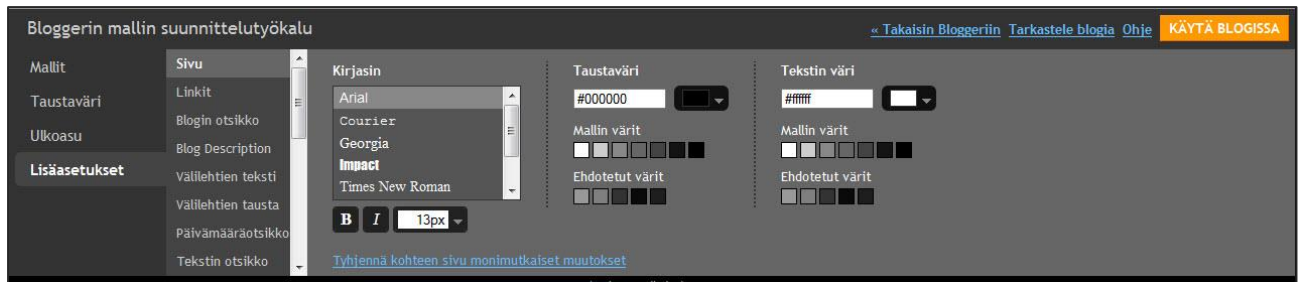 Bloggerin mallin suunnittelutyökalu
« Takaisin Bloggeriin Tarkastele blogia Ohje KÄYTÄ BLOGISSA
Mallit
Taustaväri
Ulkoasu
Lisäasetukset
Sivu
Linkit
Blogin otsikko
Blog Description
Välilehtien teksti
Välilehtien tausta
Päivämääräotsikko
Tekstin otsikko
Kirjasin
Arial
Courier
Georgia
Impact
Times New Roman
B I 13px
Tyhjennä kohteen sivu monimutkaiset muutokset
Taustaväri
#000000
Mallin värit
Ehdotetut värit
Tekstin väri
#ffffff
Mallin värit
Ehdotetut värit